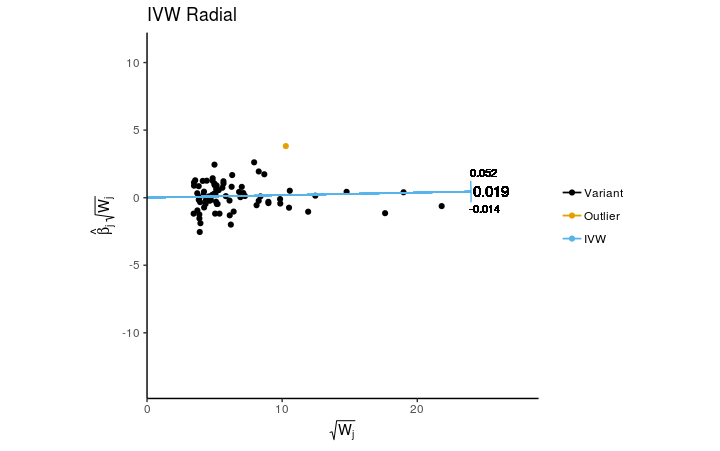 IVW Radial
10
5
0
-5
-10
β̂j√Wj
0.052
0.019
-0.014
Variant
Outlier
IVW
0
10
20
√Wj